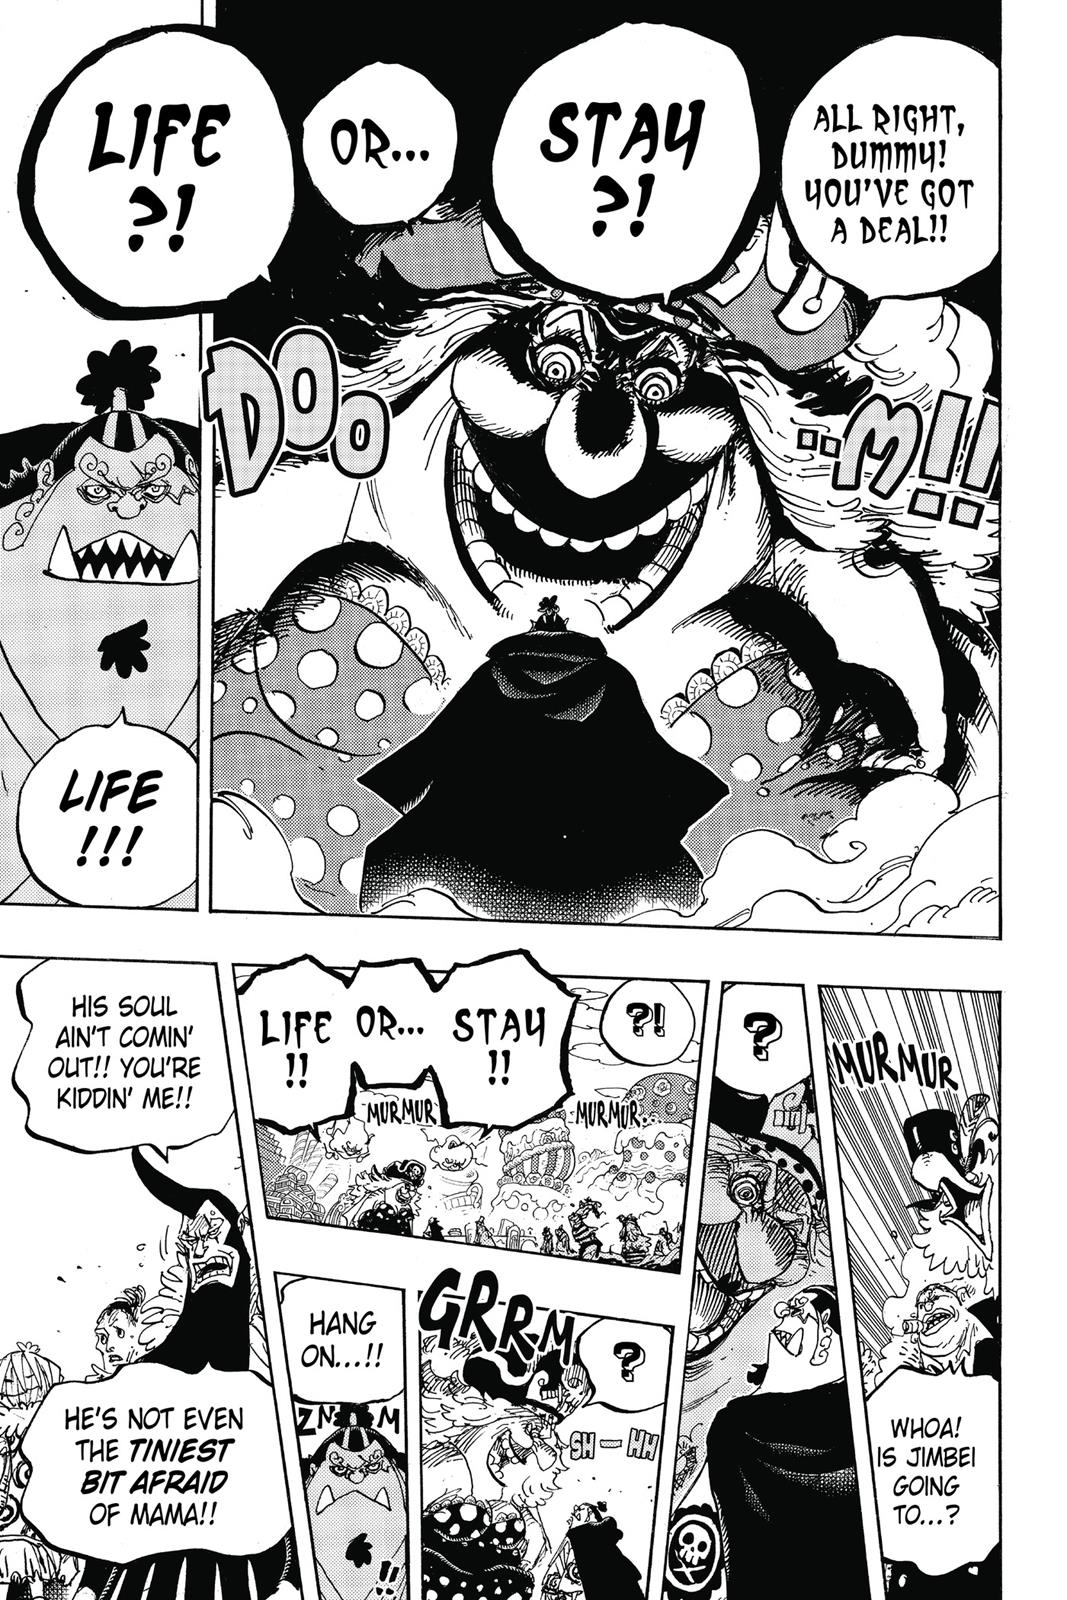 ALL RIGHT,
DUMMY!
YOU'VE GOT
A DEAL!!
STAY
?!
OR...
LIFE
?!
DOO
...M!!
LIFE
!!!
MURMUR
WHOA!
IS JIMBEI
GOING
TO...?
?
?!
STAY
!!
OR...
LIFE
!!
MURMUR
MURMUR
?
GRRM
SH-HH
HANG
ON...!!
ZNM
!!
HIS SOUL
AIN'T COMIN'
OUT!! YOU'RE
KIDDIN' ME!!
HE'S NOT EVEN
THE TINIEST
BIT AFRAID
OF MAMA!!